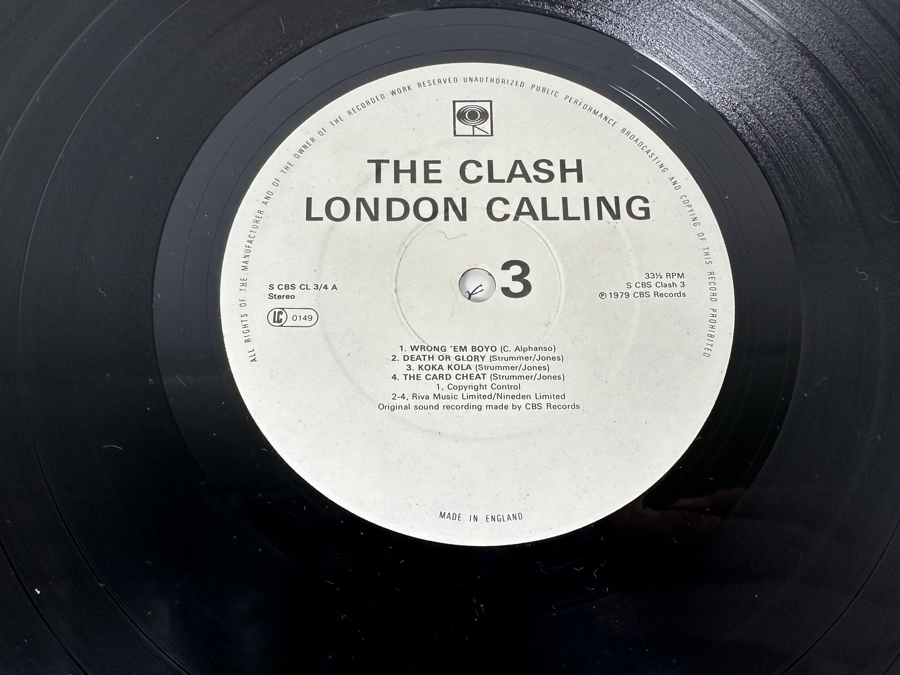 ALL RIGHTS OF THE MANUFACTURER AND OF THE OWNER OF THE RECORDED WORK RESERVED UNAUTHORIZED PUBLIC PERFORMANCE BROADCASTING AND COPYING OF THIS RECORD PROHIBITED
THE CLASH
LONDON CALLING
3
S CBS CL 3/4 A
Stereo
LC 0149
33⅓ RPM
S CBS Clash 3
℗ 1979 CBS Records
1. WRONG 'EM BOYO (C. Alphanso)
2. DEATH OR GLORY (Strummer/Jones)
3. KOKA KOLA (Strummer/Jones)
4. THE CARD CHEAT (Strummer/Jones)
1, Copyright Control
2-4, Riva Music Limited/Nineden Limited
Original sound recording made by CBS Records
MADE IN ENGLAND